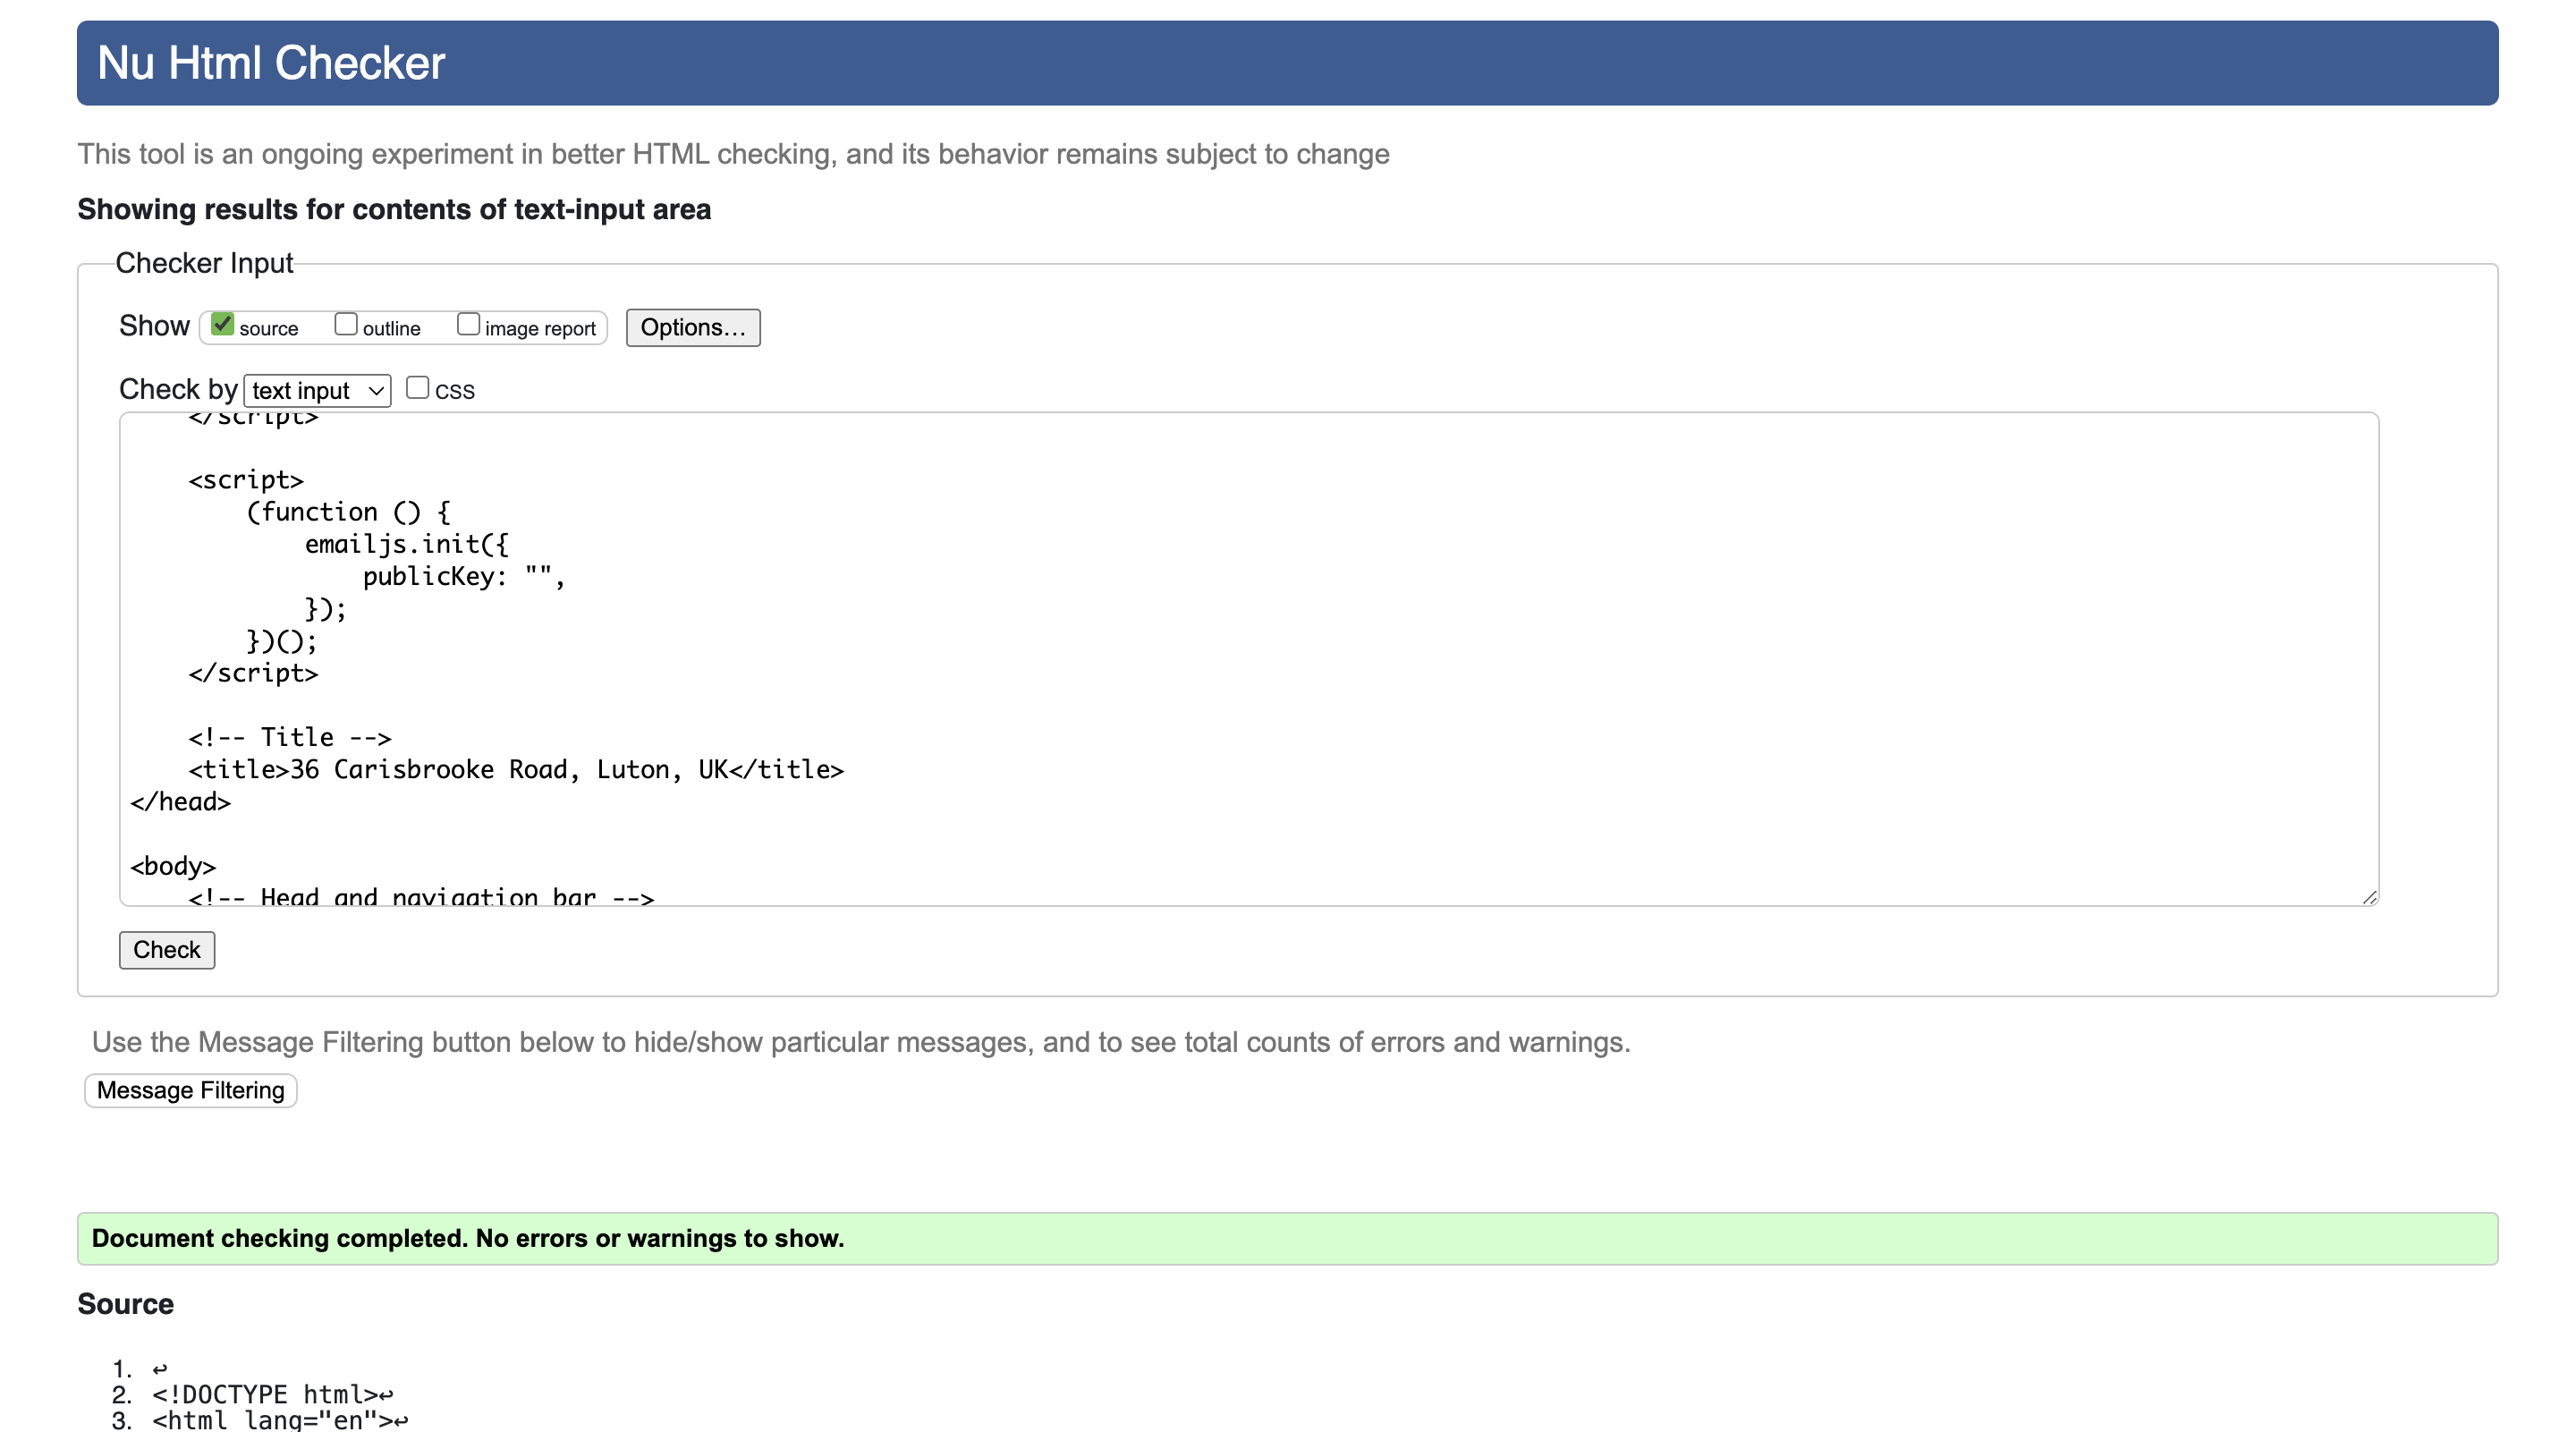 Nu Html Checker
This tool is an ongoing experiment in better HTML checking, and its behavior remains subject to change
Showing results for contents of text-input area
Checker Input
Show source outline image report Options...
Check by text input CSS
</script>
<script>
(function () {
emailjs.init({
publicKey: "",
});
})();
</script>
<!-- Title -->
<title>36 Carisbrooke Road, Luton, UK</title>
</head>
<body>
<!-- Head and navigation bar -->
Check
Use the Message Filtering button below to hide/show particular messages, and to see total counts of errors and warnings.
Message Filtering
Document checking completed. No errors or warnings to show.
Source
1. ↩
2. <!DOCTYPE html>↩
3. <html lang="en">↩